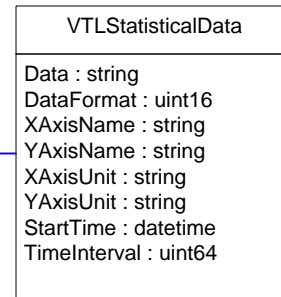 VTLStatisticalData
Data : string
DataFormat : uint16
XAxisName : string
YAxisName : string
XAxisUnit : string
YAxisUnit : string
StartTime : datetime
TimeInterval : uint64